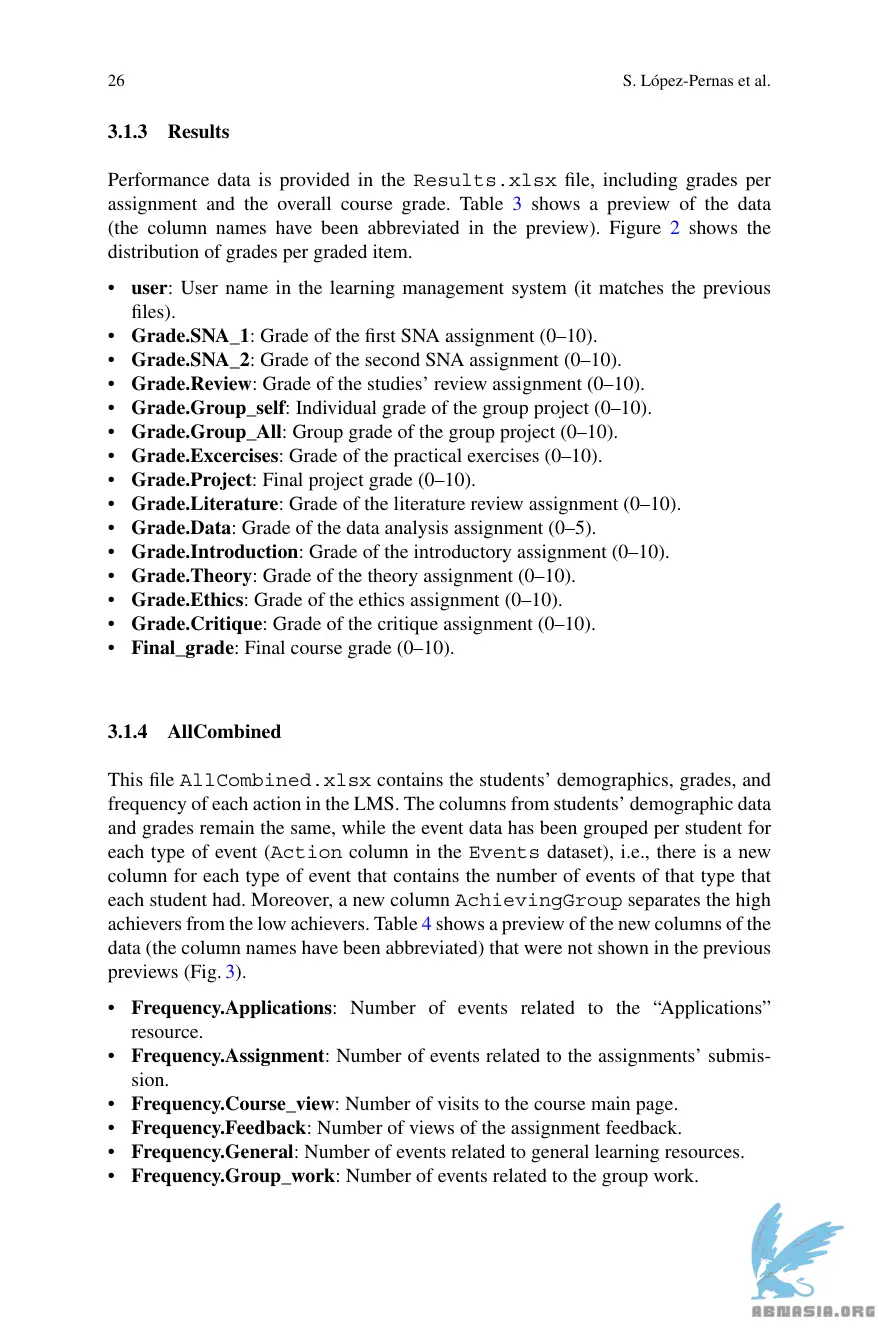 26
S. López-Pernas et al.
3.1.3 Results
Performance data is provided in the Results.xlsx file, including grades per
assignment and the overall course grade. Table 3 shows a preview of the data
(the column names have been abbreviated in the preview). Figure 2 shows the
distribution of grades per graded item.
• user: User name in the learning management system (it matches the previous
files).
• Grade.SNA_1: Grade of the first SNA assignment (0–10).
• Grade.SNA_2: Grade of the second SNA assignment (0–10).
• Grade.Review: Grade of the studies’ review assignment (0–10).
• Grade.Group_self: Individual grade of the group project (0–10).
• Grade.Group_All: Group grade of the group project (0–10).
• Grade.Excercises: Grade of the practical exercises (0–10).
• Grade.Project: Final project grade (0–10).
• Grade.Literature: Grade of the literature review assignment (0–10).
• Grade.Data: Grade of the data analysis assignment (0–5).
• Grade.Introduction: Grade of the introductory assignment (0–10).
• Grade.Theory: Grade of the theory assignment (0–10).
• Grade.Ethics: Grade of the ethics assignment (0–10).
• Grade.Critique: Grade of the critique assignment (0–10).
• Final_grade: Final course grade (0–10).
3.1.4 AllCombined
This file AllCombined.xlsx contains the students’ demographics, grades, and
frequency of each action in the LMS. The columns from students’ demographic data
and grades remain the same, while the event data has been grouped per student for
each type of event (Action column in the Events dataset), i.e., there is a new
column for each type of event that contains the number of events of that type that
each student had. Moreover, a new column AchievingGroup separates the high
achievers from the low achievers. Table 4 shows a preview of the new columns of the
data (the column names have been abbreviated) that were not shown in the previous
previews (Fig. 3).
• Frequency.Applications: Number of events related to the “Applications”
resource.
• Frequency.Assignment: Number of events related to the assignments’ submis-
sion.
• Frequency.Course_view: Number of visits to the course main page.
• Frequency.Feedback: Number of views of the assignment feedback.
• Frequency.General: Number of events related to general learning resources.
• Frequency.Group_work: Number of events related to the group work.
ABNASIA.ORG